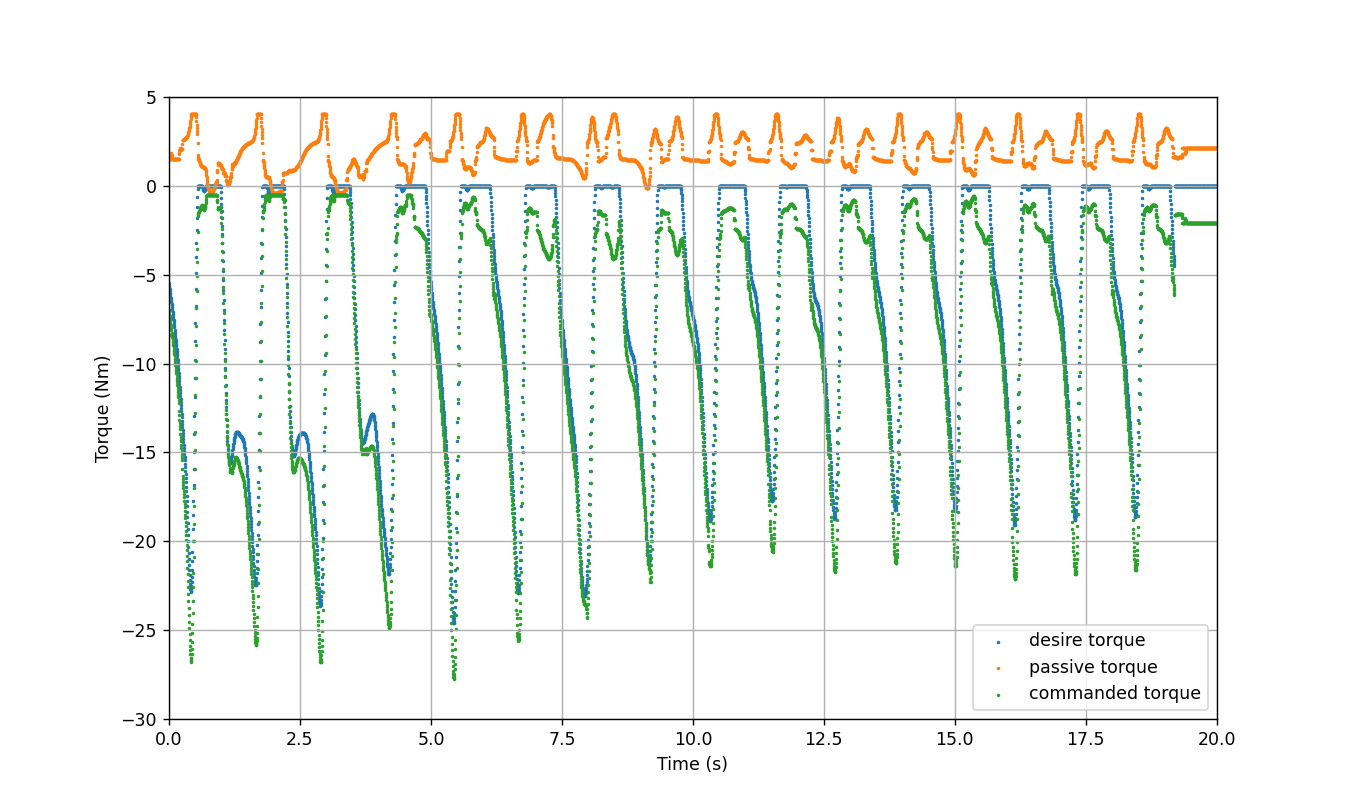 5
0
−5
−10
−15
−20
−25
−30
Torque (Nm)
0.0 2.5 5.0 7.5 10.0 12.5 15.0 17.5 20.0
Time (s)
desire torque
passive torque
commanded torque